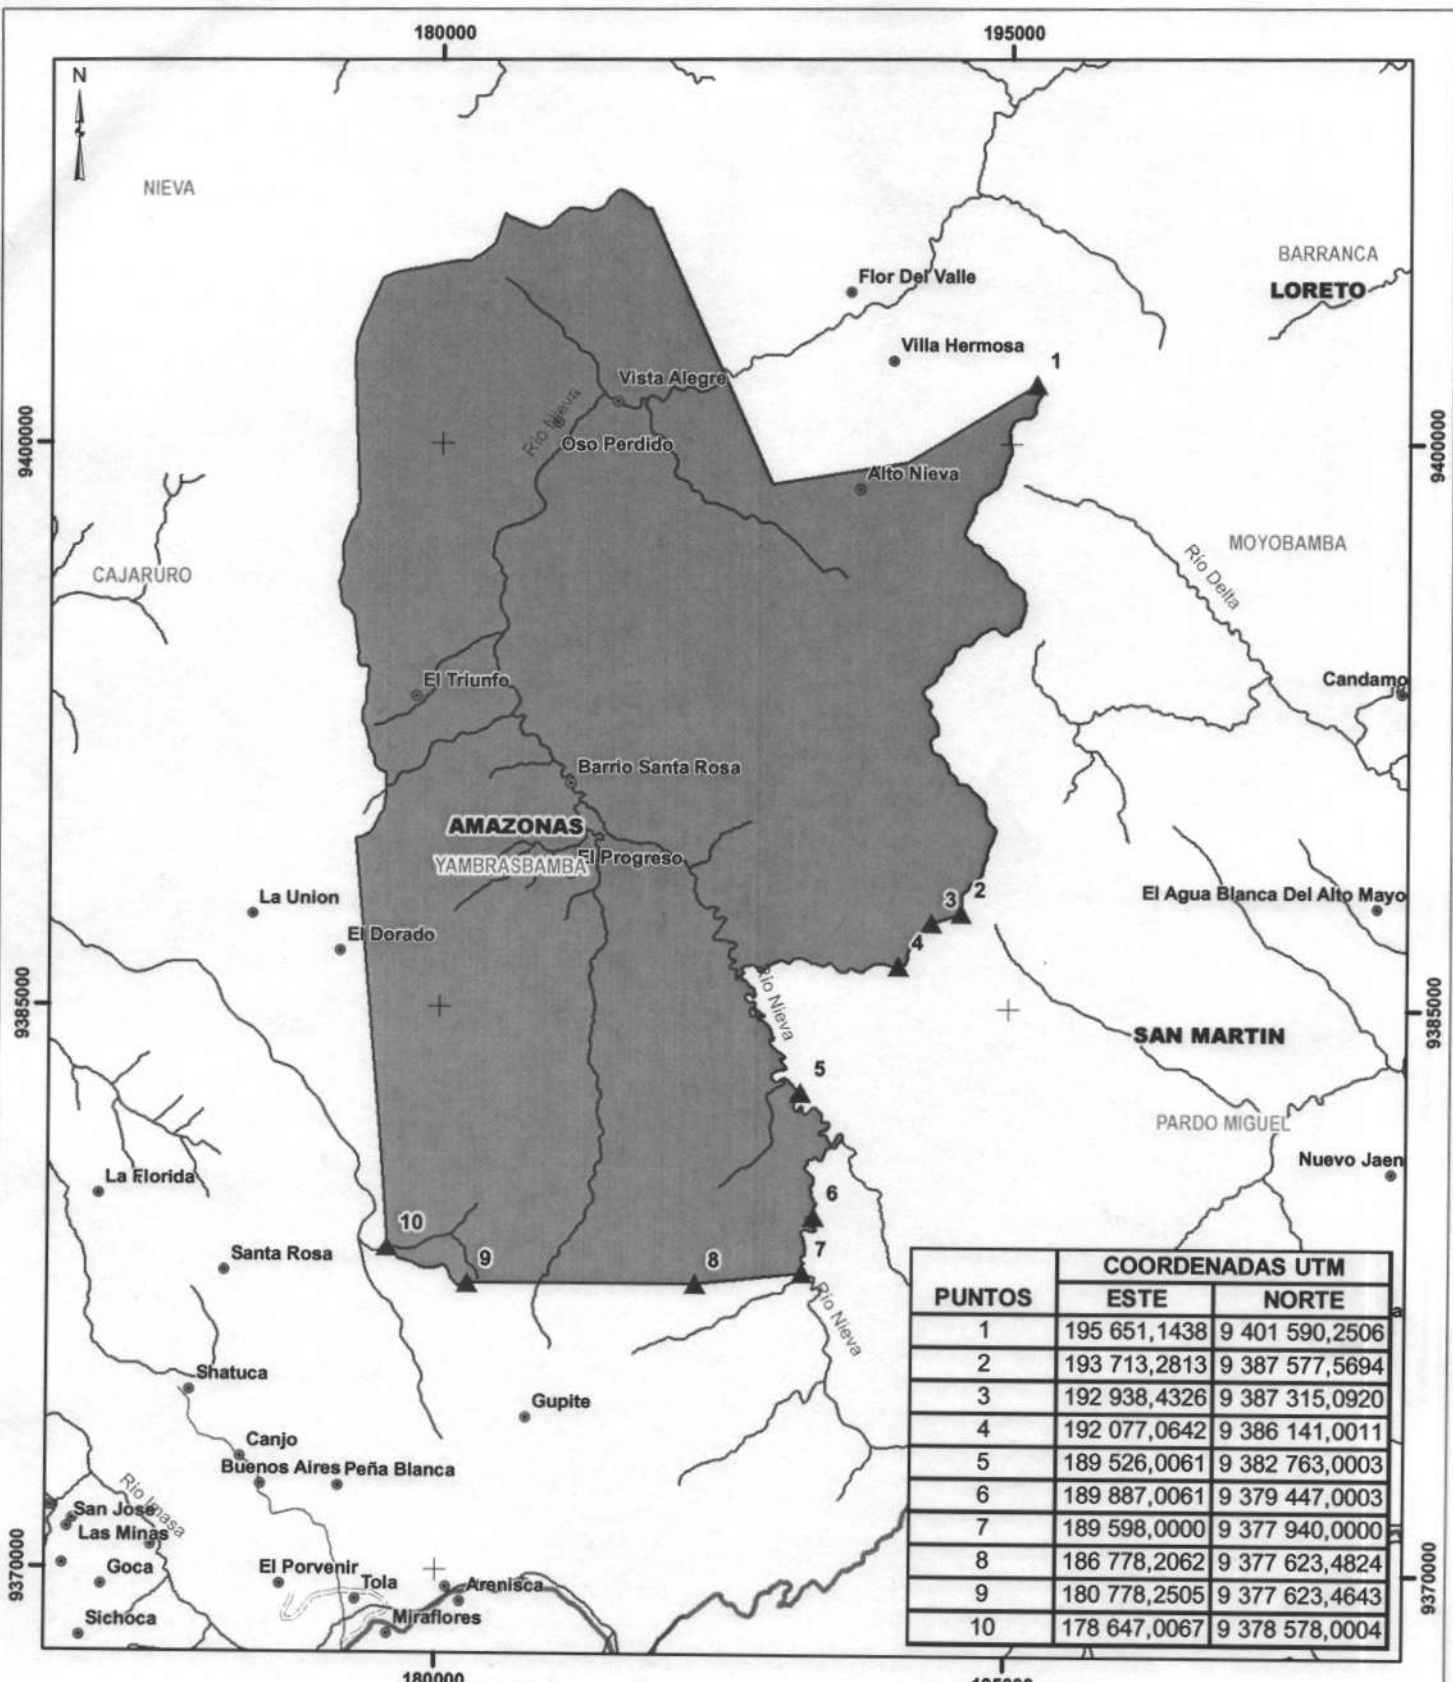 180000 195000
N
NIEVA
BARRANCA
LORETO
Flor Del Valle
Villa Hermosa
1
Vista Alegre
Río Nieva
Oso Perdido
9400000 9400000
Alto Nieva
MOYOBAMBA
CAJARURO
Río Delta
El Triunfo
Candamo
Barrio Santa Rosa
AMAZONAS
El Progreso
YAMBRASBAMBA
La Union
2
El Agua Blanca Del Alto Mayo
3
El Dorado
4
Río Nieva
9385000 9385000
SAN MARTIN
5
PARDO MIGUEL
Nuevo Jaen
La Florida
6
10
Santa Rosa
9
8
7
Río Nieva
PUNTOS COORDENADAS UTM
ESTE NORTE
1 195 651,1438 9 401 590,2506
2 193 713,2813 9 387 577,5694
3 192 938,4326 9 387 315,0920
4 192 077,0642 9 386 141,0011
5 189 526,0061 9 382 763,0003
6 189 887,0061 9 379 447,0003
7 189 598,0000 9 377 940,0000
8 186 778,2062 9 377 623,4824
9 180 778,2505 9 377 623,4643
10 178 647,0067 9 378 578,0004
Shatuca
Gupite
Canjo
Buenos Aires Peña Blanca
Río Imasa
San Jose
Las Minas
Goca
El Porvenir
Tola
Arenisca
Sichoca
Miraflores
9370000 9370000
180000